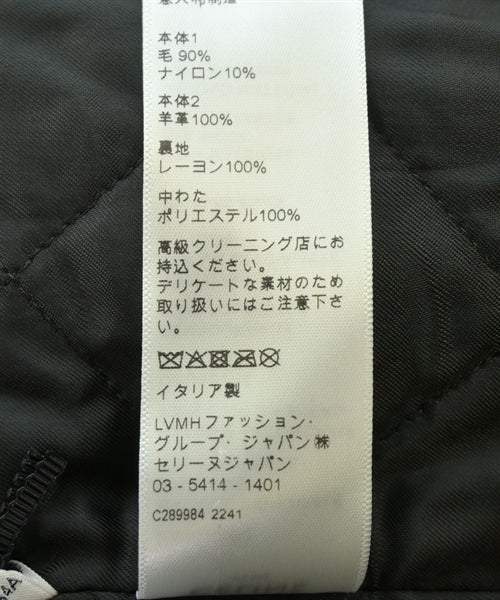 意大利制造
本体1
毛 90%
ナイロン10%
本体2
羊革100%
裏地
レーヨン100%
中わた
ポリエステル100%
高級クリーニング店にお
持込ください。
デリケートな素材のため
取り扱いにはご注意下さ
い。
イタリア製
LVMHファッション·
グループ· ジャパン㈱
セリーヌジャパン
03 - 5414 - 1401
C289984 2241